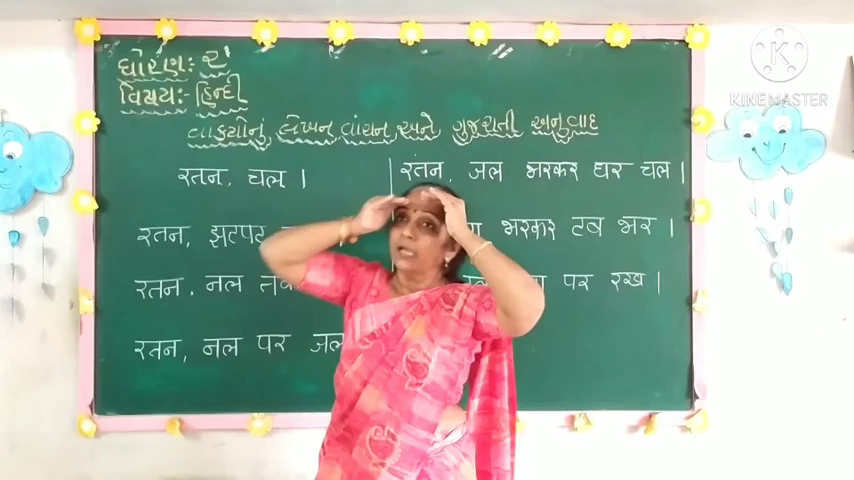 ધોરણ:- ૨
વિષય:- હિન્દી
વાકયોનું લેખન વાંચન અને ગુજરાતી અનુવાદ
रतन, चल ।
रतन, झटपट
रतन, नल
रतन, नल पर
रतन, जल भरकर घर चल ।
भरकर टब भर ।
पर रख ।
K
KINEMASTER